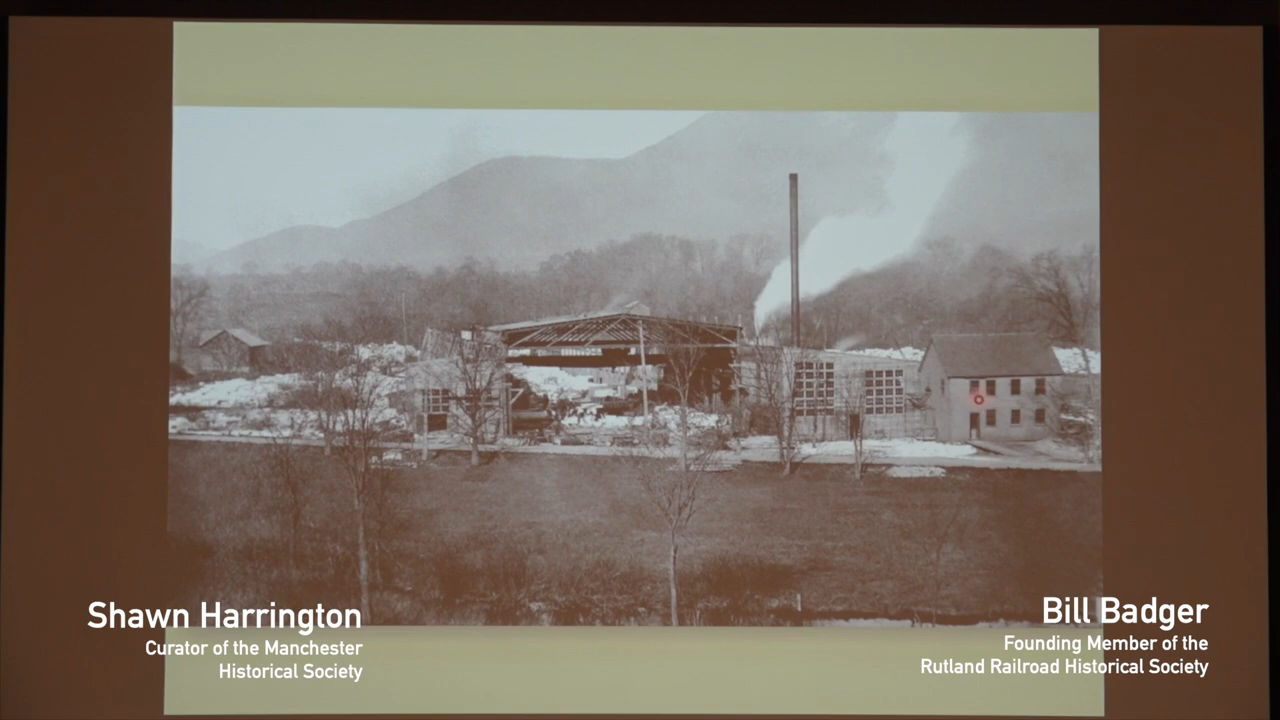 Shawn Harrington
Curator of the Manchester
Historical Society
Bill Badger
Founding Member of the
Rutland Railroad Historical Society